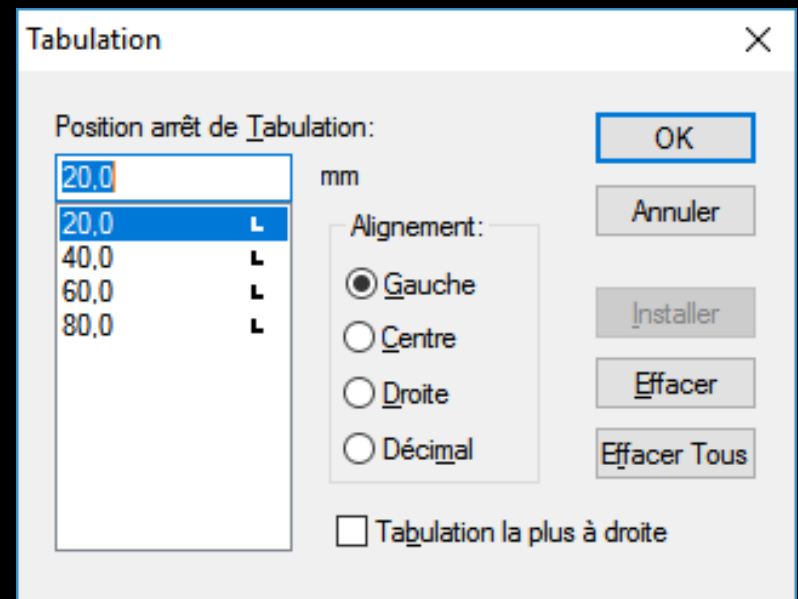 Tabulation
Position arrêt de Tabulation:
20,0 mm
20,0
40,0
60,0
80,0
Alignement:
Gauche
Centre
Droite
Décimal
Tabulation la plus à droite
OK
Annuler
Installer
Effacer
Effacer Tous